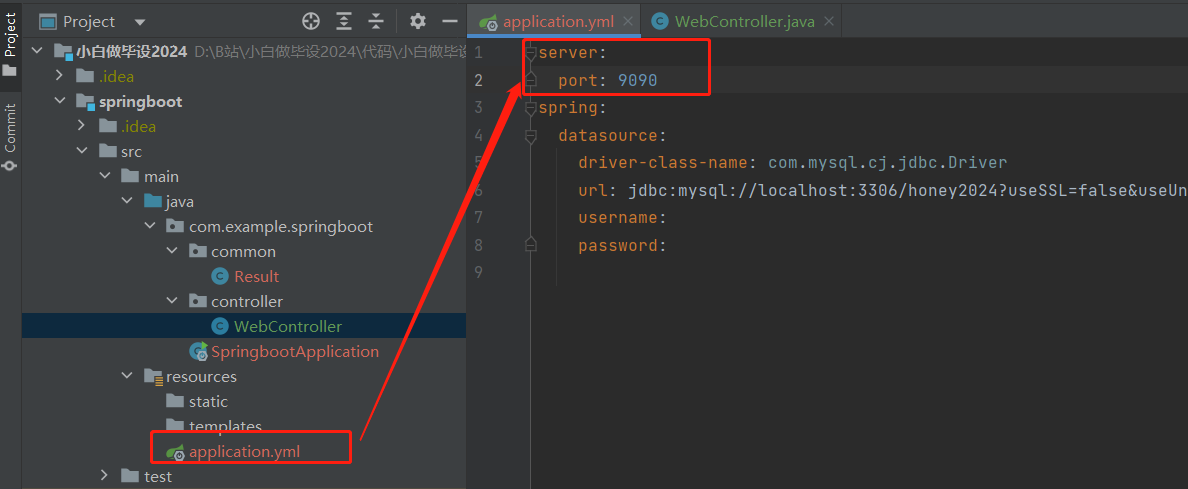 Project
Commit
Project
小白做毕设2024 D:\B站\小白做毕设2024\代码\小白做毕设
.idea
springboot
.idea
src
main
java
com.example.springboot
common
Result
controller
WebController
SpringbootApplication
resources
static
templates
application.yml
test
application.yml
WebController.java
1 server:
2 port: 9090
3 spring:
4 datasource:
5 driver-class-name: com.mysql.cj.jdbc.Driver
6 url: jdbc:mysql://localhost:3306/honey2024?useSSL=false&useUn
7 username:
8 password:
9